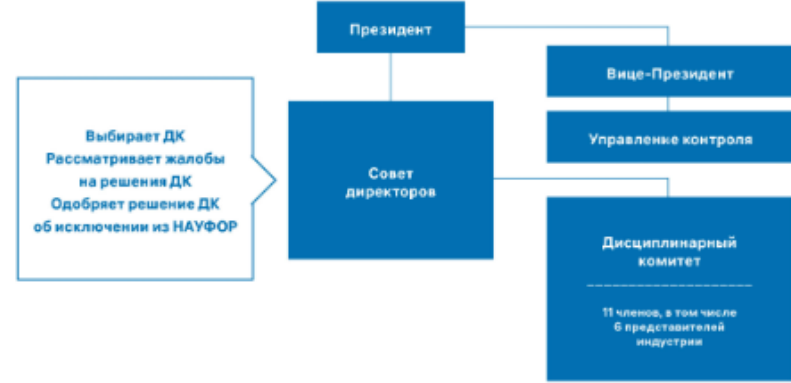 Президент
Вице-Президент
Управление контроля
Выбирает ДК
Рассматривает жалобы
на решения ДК
Одобряет решение ДК
об исключении из НАУФОР
Совет
директоров
Дисциплинарный
комитет
11 членов, в том числе
6 представителей
индустрии